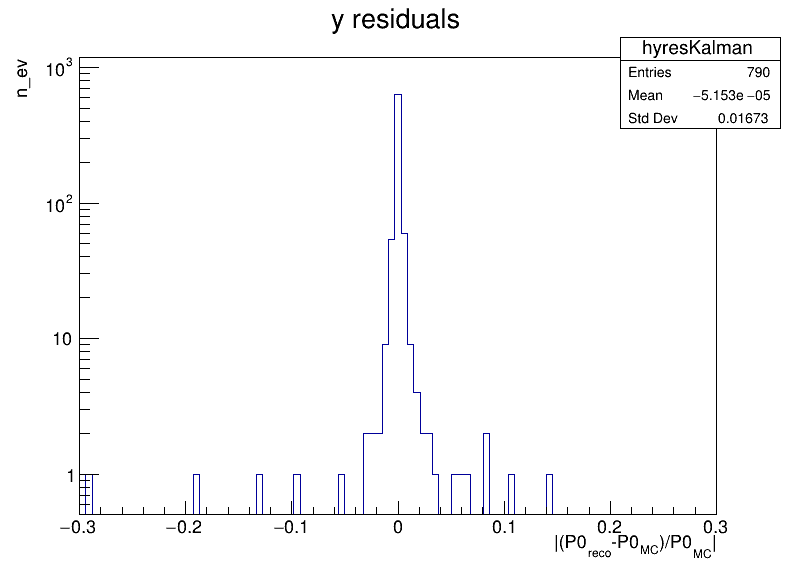 y residuals
hyresKalman
Entries 790
Mean −5.153e−05
Std Dev 0.01673
n_ev
10³
10²
10
1
−0.3 −0.2 −0.1 0 0.1 0.2 0.3
|(P0reco-P0MC)/P0MC|